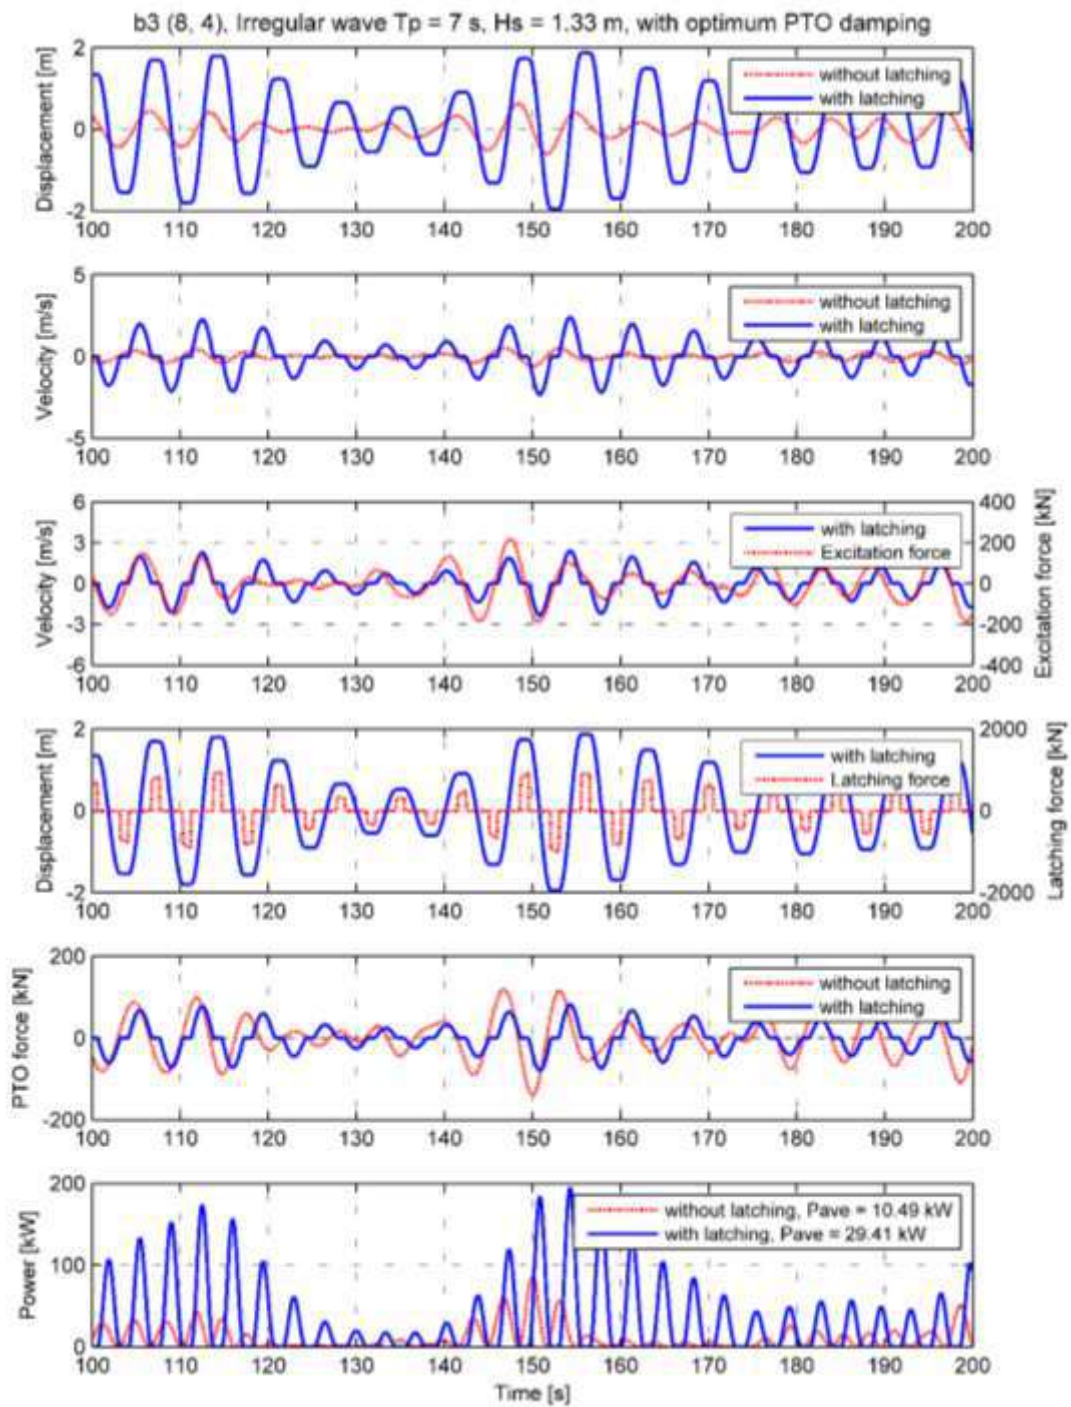 b3 (8, 4), Irregular wave Tp = 7 s, Hs = 1.33 m, with optimum PTO damping
Displacement [m]
2
0
-2
without latching
with latching
100 110 120 130 140 150 160 170 180 190 200
Velocity [m/s]
5
0
-5
without latching
with latching
100 110 120 130 140 150 160 170 180 190 200
Velocity [m/s]
6
3
0
-3
-6
with latching
Excitation force
400
200
0
-200
-400
Excitation force [kN]
100 110 120 130 140 150 160 170 180 190 200
Displacement [m]
2
0
-2
with latching
Latching force
2000
0
-2000
Latching force [kN]
100 110 120 130 140 150 160 170 180 190 200
PTO force [kN]
200
0
-200
without latching
with latching
100 110 120 130 140 150 160 170 180 190 200
Power [kW]
200
100
0
without latching, Pave = 10.49 kW
with latching, Pave = 29.41 kW
100 110 120 130 140 150 160 170 180 190 200
Time [s]